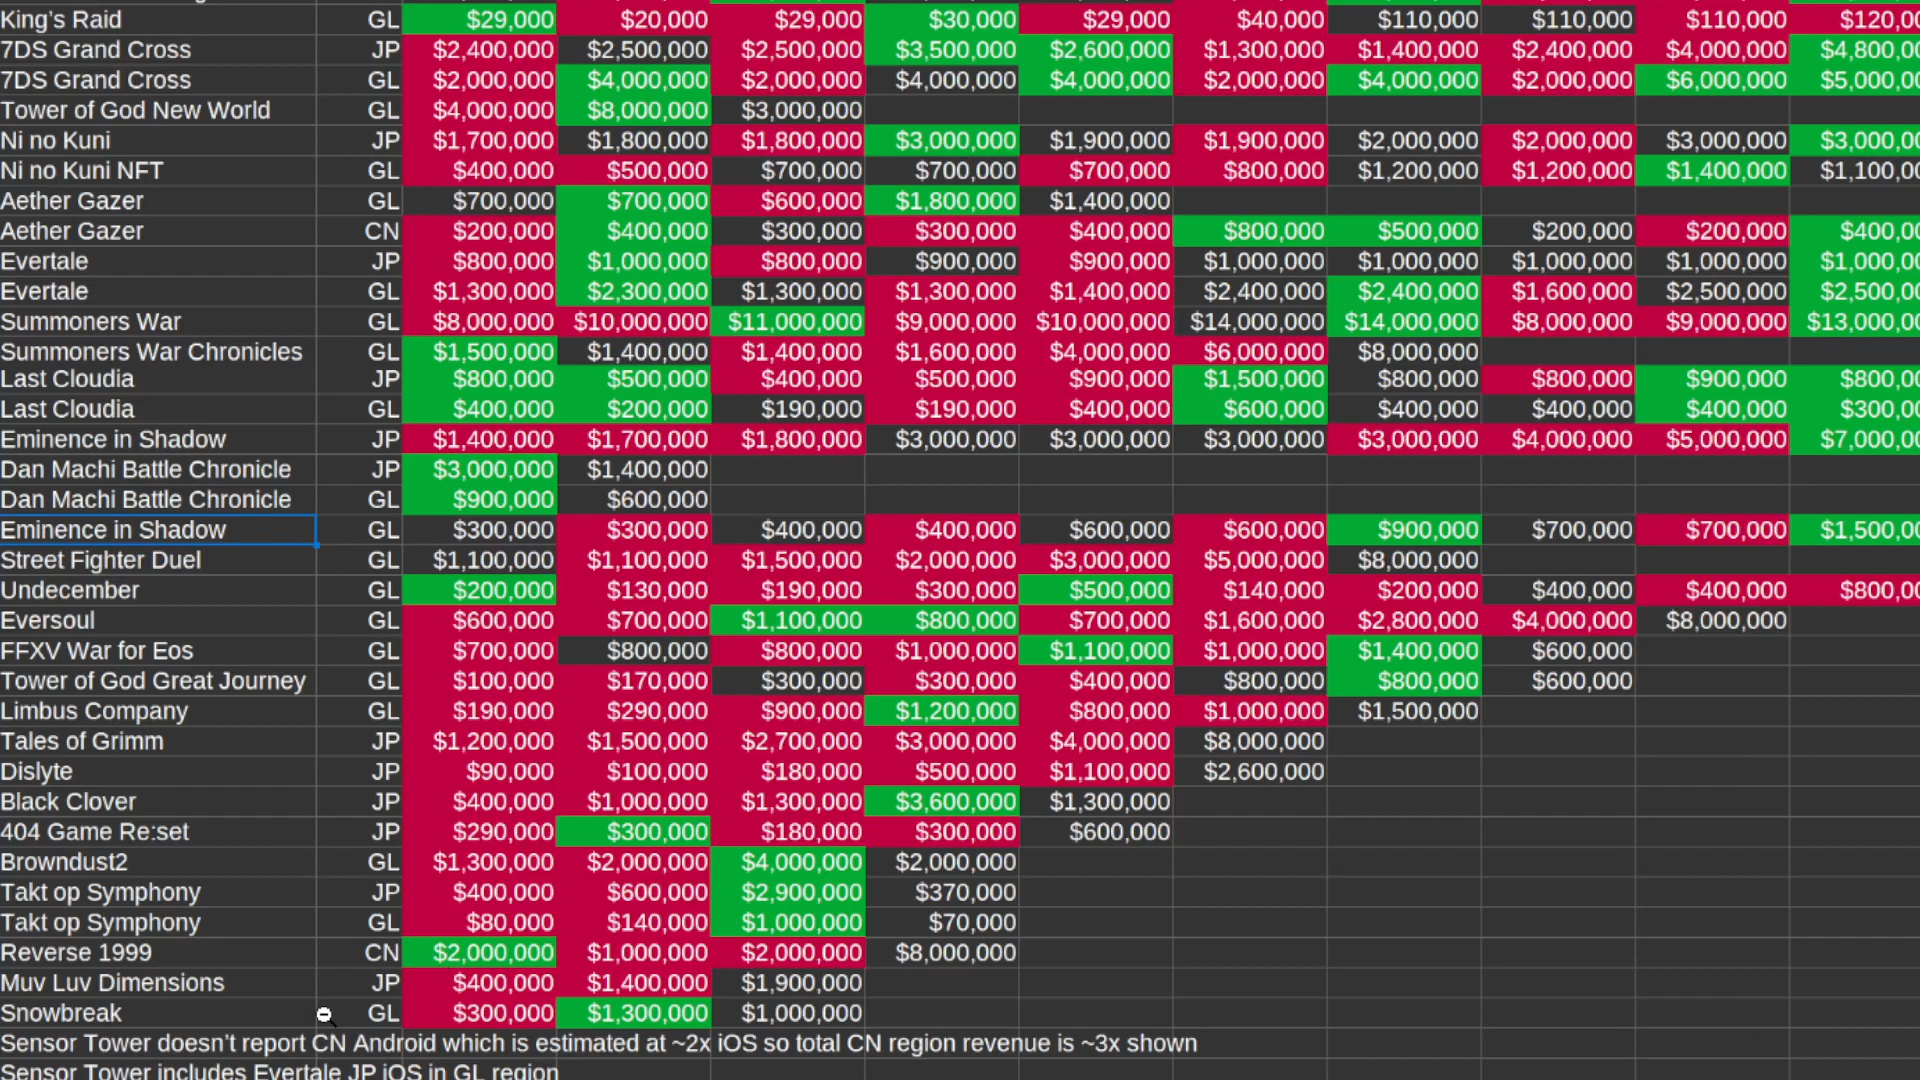 King's Raid GL $29,000 $20,000 $29,000 $30,000 $29,000 $40,000 $110,000 $110,000 $110,000
7DS Grand Cross JP $2,400,000 $2,500,000 $2,500,000 $3,500,000 $2,600,000 $1,300,000 $1,400,000 $2,400,000 $4,000,000
7DS Grand Cross GL $2,000,000 $4,000,000 $2,000,000 $4,000,000 $4,000,000 $2,000,000 $4,000,000 $2,000,000 $6,000,000
Tower of God New World GL $4,000,000 $8,000,000 $3,000,000
Ni no Kuni JP $1,700,000 $1,800,000 $1,800,000 $3,000,000 $1,900,000 $1,900,000 $2,000,000 $2,000,000 $3,000,000
Ni no Kuni NFT GL $400,000 $500,000 $700,000 $700,000 $700,000 $800,000 $1,200,000 $1,200,000 $1,400,000
Aether Gazer GL $700,000 $700,000 $600,000 $1,800,000 $1,400,000
Aether Gazer CN $200,000 $400,000 $300,000 $300,000 $400,000 $800,000 $500,000 $200,000 $200,000
Evertale JP $800,000 $1,000,000 $800,000 $900,000 $900,000 $1,000,000 $1,000,000 $1,000,000 $1,000,000
Evertale GL $1,300,000 $2,300,000 $1,300,000 $1,300,000 $1,400,000 $2,400,000 $2,400,000 $1,600,000 $2,500,000
Summoners War GL $8,000,000 $10,000,000 $11,000,000 $9,000,000 $10,000,000 $14,000,000 $14,000,000 $8,000,000 $9,000,000
Summoners War Chronicles GL $1,500,000 $1,400,000 $1,400,000 $1,600,000 $4,000,000 $6,000,000 $8,000,000
Last Cloudia JP $800,000 $500,000 $400,000 $500,000 $900,000 $1,500,000 $800,000 $800,000 $900,000
Last Cloudia GL $400,000 $200,000 $190,000 $190,000 $400,000 $600,000 $400,000 $400,000 $400,000
Eminence in Shadow JP $1,400,000 $1,700,000 $1,800,000 $3,000,000 $3,000,000 $3,000,000 $3,000,000 $4,000,000 $5,000,000
Dan Machi Battle Chronicle JP $3,000,000 $1,400,000
Dan Machi Battle Chronicle GL $900,000 $600,000
Eminence in Shadow GL $300,000 $300,000 $400,000 $400,000 $600,000 $600,000 $900,000 $700,000 $700,000
Street Fighter Duel GL $1,100,000 $1,100,000 $1,500,000 $2,000,000 $3,000,000 $5,000,000 $8,000,000
Undecember GL $200,000 $130,000 $190,000 $300,000 $500,000 $140,000 $200,000 $400,000 $400,000
Eversoul GL $600,000 $700,000 $1,100,000 $800,000 $700,000 $1,600,000 $2,800,000 $4,000,000 $8,000,000
FFXV War for Eos GL $700,000 $800,000 $800,000 $1,000,000 $1,100,000 $1,000,000 $1,400,000 $600,000
Tower of God Great Journey GL $100,000 $170,000 $300,000 $300,000 $400,000 $800,000 $800,000 $600,000
Limbus Company GL $190,000 $290,000 $900,000 $1,200,000 $800,000 $1,000,000 $1,500,000
Tales of Grimm JP $1,200,000 $1,500,000 $2,700,000 $3,000,000 $4,000,000 $8,000,000
Dislyte JP $90,000 $100,000 $180,000 $500,000 $1,100,000 $2,600,000
Black Clover JP $400,000 $1,000,000 $1,300,000 $3,600,000 $1,300,000
404 Game Re:set JP $290,000 $300,000 $180,000 $300,000 $600,000
Browndust2 GL $1,300,000 $2,000,000 $4,000,000 $2,000,000
Takt op Symphony JP $400,000 $600,000 $2,900,000 $370,000
Takt op Symphony GL $80,000 $140,000 $1,000,000 $70,000
Reverse 1999 CN $2,000,000 $1,000,000 $2,000,000 $8,000,000
Muv Luv Dimensions JP $400,000 $1,400,000 $1,900,000
Snowbreak GL $300,000 $1,300,000 $1,000,000
Sensor Tower doesn't report CN Android which is estimated at ~2x iOS so total CN region revenue is ~3x shown
Sensor Tower includes Evertale JP iOS in GL region